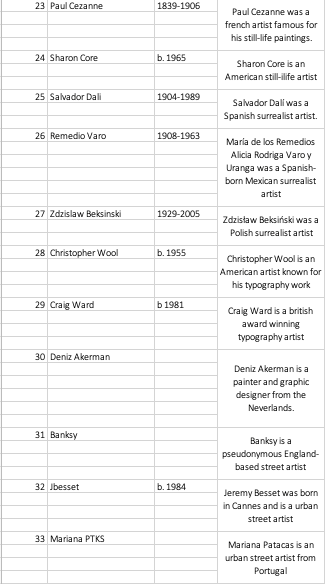 23 Paul Cezanne 1839-1906
Paul Cezanne was a
french artist famous for
his still-life paintings.
24 Sharon Core b. 1965
Sharon Core is an
American still-ilife artist
25 Salvador Dali 1904-1989
Salvador Dalí was a
Spanish surrealist artist.
26 Remedio Varo 1908-1963
María de los Remedios
Alicia Rodriga Varo y
Uranga was a Spanish-
born Mexican surrealist
artist
27 Zdzislaw Beksinski 1929-2005
Zdzisław Beksiński was a
Polish surrealist artist
28 Christopher Wool b. 1955
Christopher Wool is an
American artist known for
his typography work
29 Craig Ward b 1981
Craig Ward is a british
award winning
typography artist
30 Deniz Akerman
Deniz Akerman is a
painter and graphic
designer from the
Neverlands.
31 Banksy
Banksy is a
pseudonymous England-
based street artist
32 Jbesset b. 1984
Jeremy Besset was born
in Cannes and is a urban
street artist
33 Mariana PTKS
Mariana Patacas is an
urban street artist from
Portugal